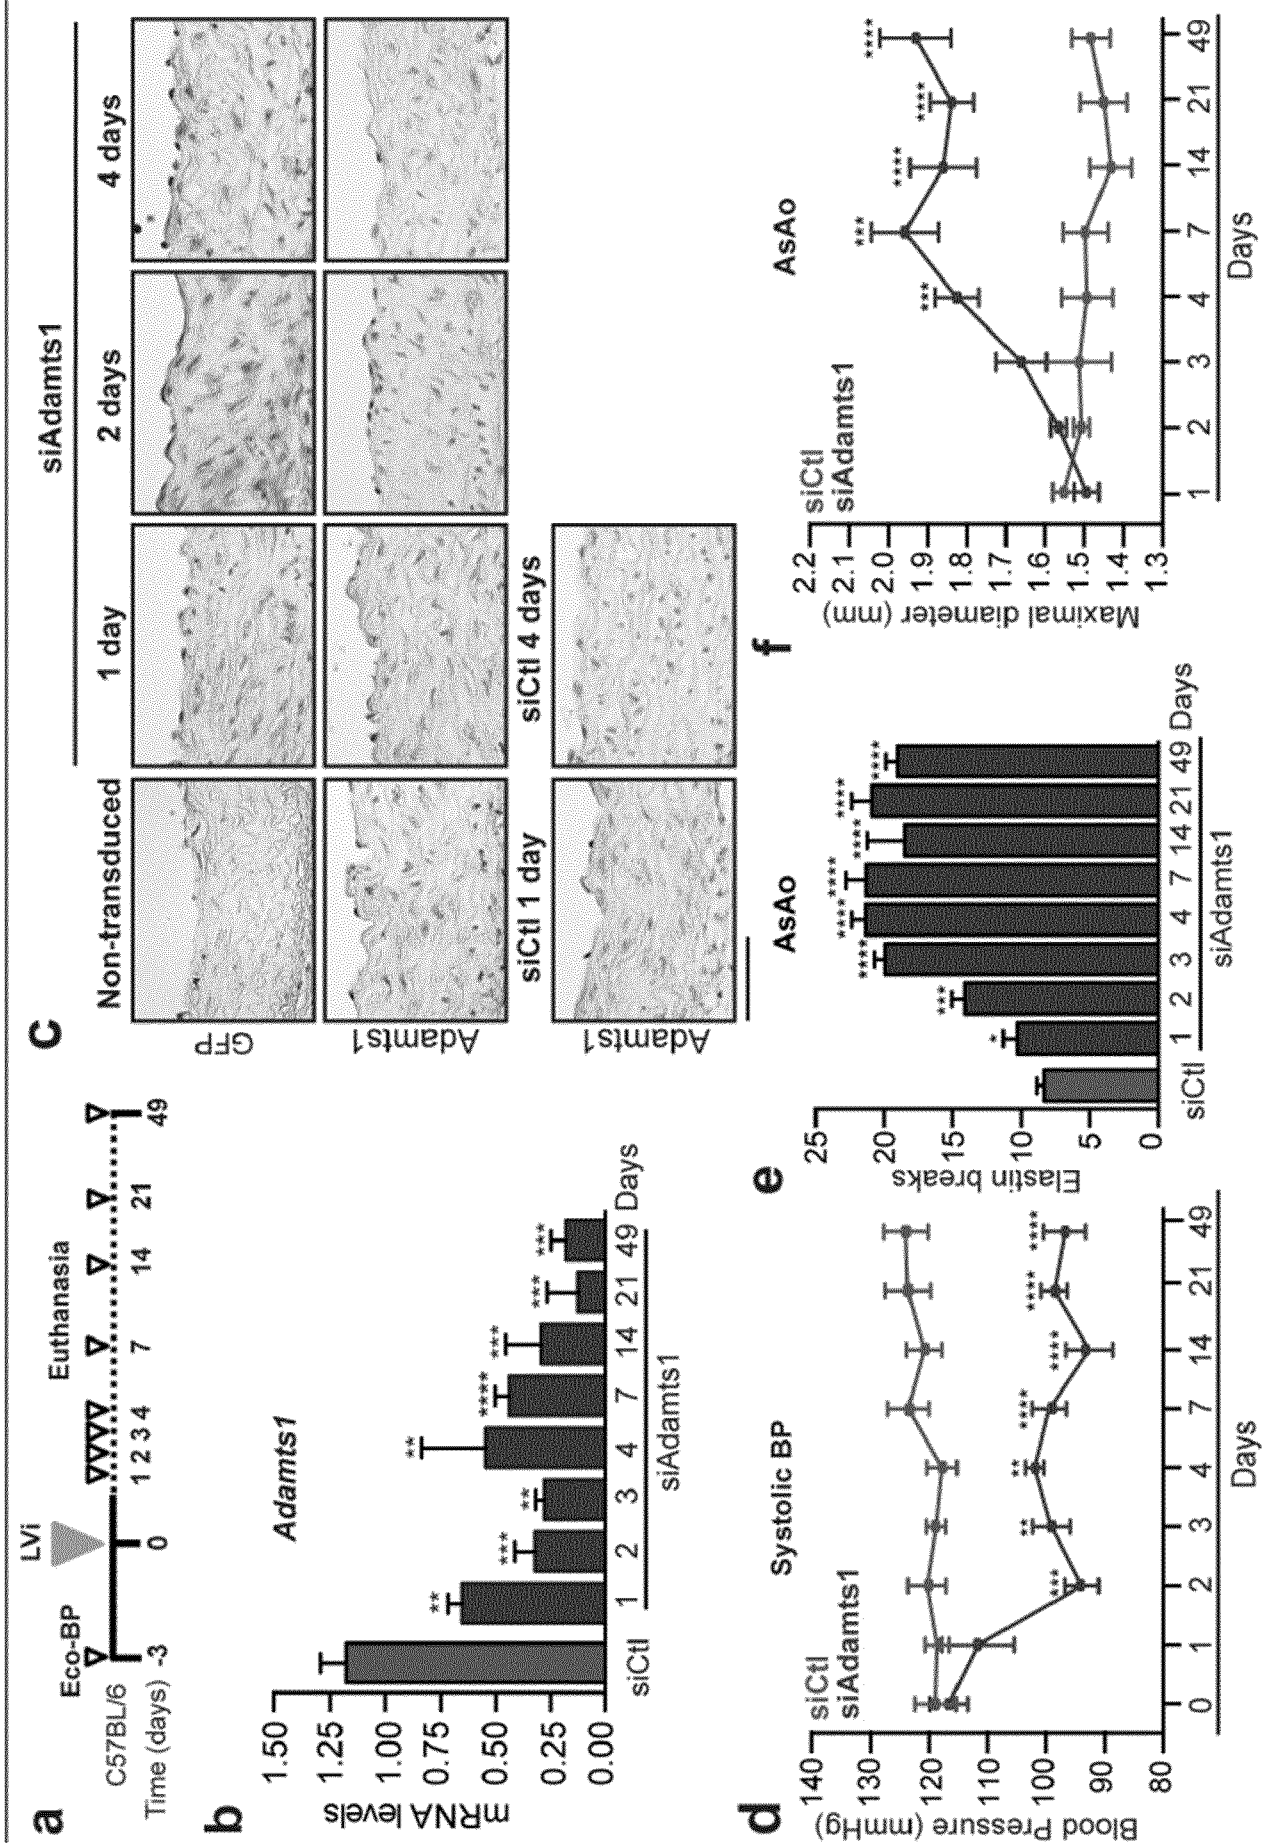 a
Eco-BP
LVi
Euthanasia
C57BL/6
Time (days)
-3
0
1 2 3 4
7
14
21
49
b
Adamts1
mRNA levels
1.50
1.25
1.00
0.75
0.50
0.25
0.00
** *** ** ** **** *** *** ***
siCtl 1 2 3 4 7 14 21 49 Days
siAdamts1
c
siAdamts1
Non-transduced
1 day
2 days
4 days
GFP
Adamts1
siCtl 1 day
siCtl 4 days
Adamts1
d
Systolic BP
siCtl
siAdamts1
Blood Pressure (mmHg)
140
130
120
110
100
90
80
*** ** ** **** **** **** ****
0 1 2 3 4 7 14 21 49
Days
e
AsAo
Elastin breaks
25
20
15
10
5
0
* *** **** **** **** **** **** ****
siCtl 1 2 3 4 7 14 21 49 Days
siAdamts1
f
AsAo
siCtl
siAdamts1
Maximal diameter (mm)
2.2
2.1
2.0
1.9
1.8
1.7
1.6
1.5
1.4
1.3
*** *** **** **** ****
1 2 3 4 7 14 21 49
Days